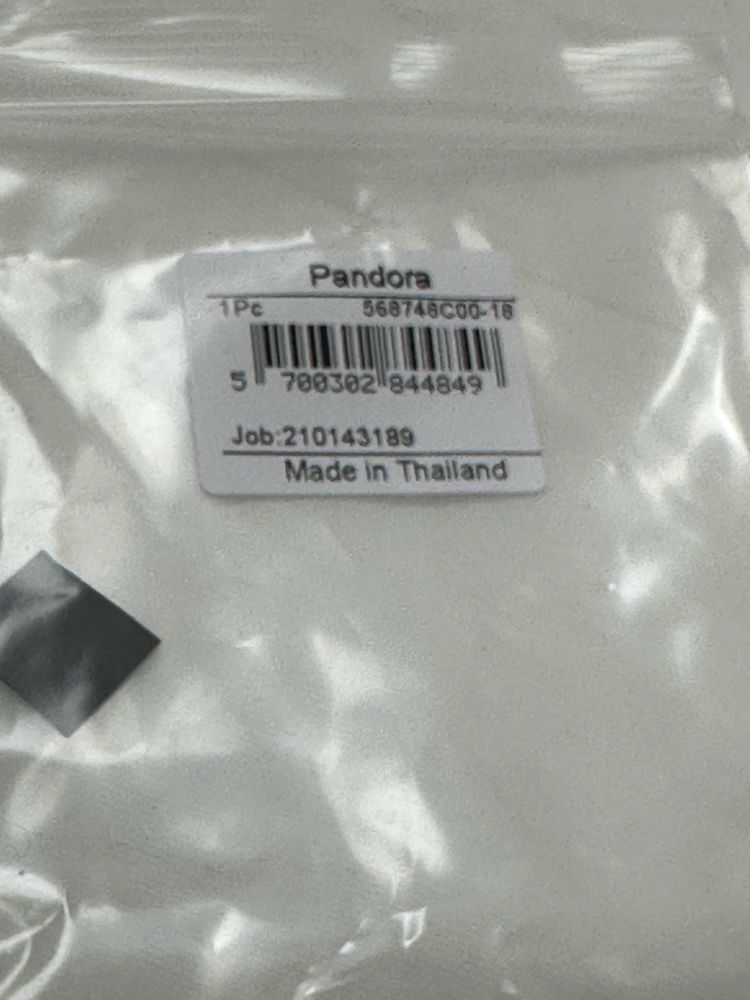 Pandora
1Pc 568748C00-18
5 700302 844849
Job:210143189
Made in Thailand